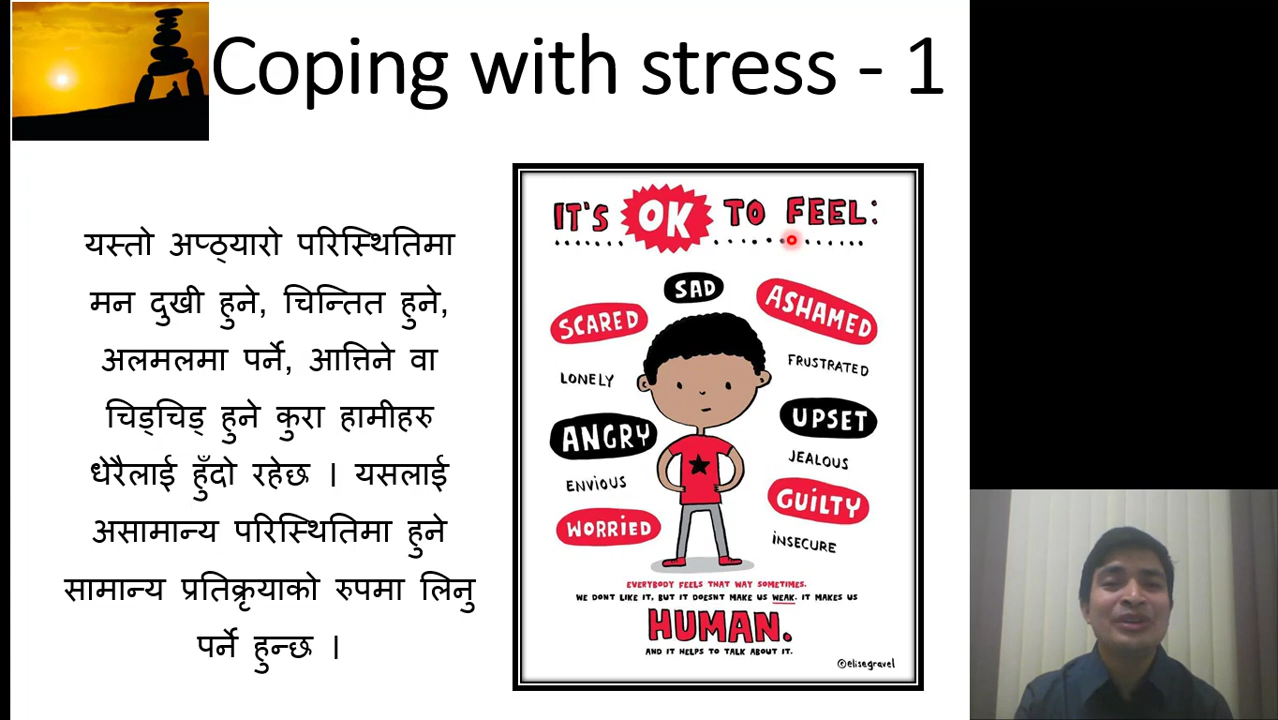 Coping with stress - 1
यस्तो अप्ठ्यारो परिस्थितिमा
मन दुखी हुने, चिन्तित हुने,
अलमलमा पर्ने, आत्तिने वा
चिड्चिड् हुने कुरा हामीहरु
धेरैलाई हुँदो रहेछ । यसलाई
असामान्य परिस्थितिमा हुने
सामान्य प्रतिक्रृयाको रुपमा लिनु
पर्ने हुन्छ ।
IT'S OK TO FEEL:
SAD
SCARED
ASHAMED
LONELY
FRUSTRATED
ANGRY
UPSET
ENVIOUS
JEALOUS
WORRIED
GUILTY
INSECURE
EVERYBODY FEELS THAT WAY SOMETIMES.
WE DONT LIKE IT, BUT IT DOESNT MAKE US WEAK. IT MAKES US
HUMAN.
AND IT HELPS TO TALK ABOUT IT.
©elisegravel